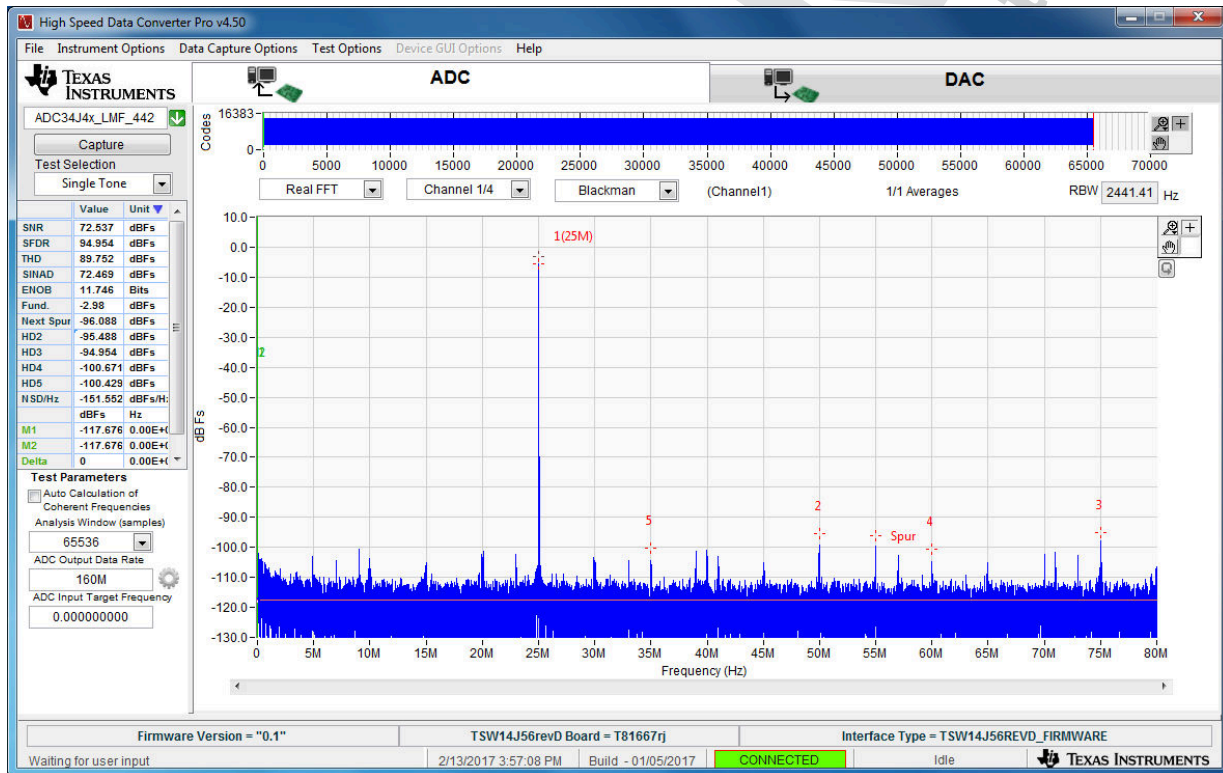 High Speed Data Converter Pro v4.50
File Instrument Options Data Capture Options Test Options Device GUI Options Help
TEXAS INSTRUMENTS
ADC
DAC
ADC34J4x_LMF_442
Capture
Test Selection
Single Tone
Value Unit
SNR 72.537 dBFs
SFDR 94.954 dBFs
THD 89.752 dBFs
SINAD 72.469 dBFs
ENOB 11.746 Bits
Fund. -2.98 dBFs
Next Spur -96.088 dBFs
HD2 -95.488 dBFs
HD3 -94.954 dBFs
HD4 -100.671 dBFs
HD5 -100.429 dBFs
NSD/Hz -151.552 dBFs/H:
dBFs Hz
M1 -117.676 0.00E+(
M2 -117.676 0.00E+(
Delta 0 0.00E+(
Test Parameters
Auto Calculation of
Coherent Frequencies
Analysis Window (samples)
65536
ADC Output Data Rate
160M
ADC Input Target Frequency
0.000000000
Codes
16383
0
0 5000 10000 15000 20000 25000 30000 35000 40000 45000 50000 55000 60000 65000 70000
Real FFT Channel 1/4 Blackman (Channel1) 1/1 Averages RBW 2441.41 Hz
dBFs
10.0
0.0
-10.0
-20.0
-30.0
-40.0
-50.0
-60.0
-70.0
-80.0
-90.0
-100.0
-110.0
-120.0
-130.0
1(25M)
5
2
Spur
4
3
0 5M 10M 15M 20M 25M 30M 35M 40M 45M 50M 55M 60M 65M 70M 75M 80M
Frequency (Hz)
Firmware Version = "0.1" TSW14J56revD Board = T81667rj Interface Type = TSW14J56REVD_FIRMWARE
Waiting for user input 2/13/2017 3:57:08 PM Build - 01/05/2017 CONNECTED Idle TEXAS INSTRUMENTS